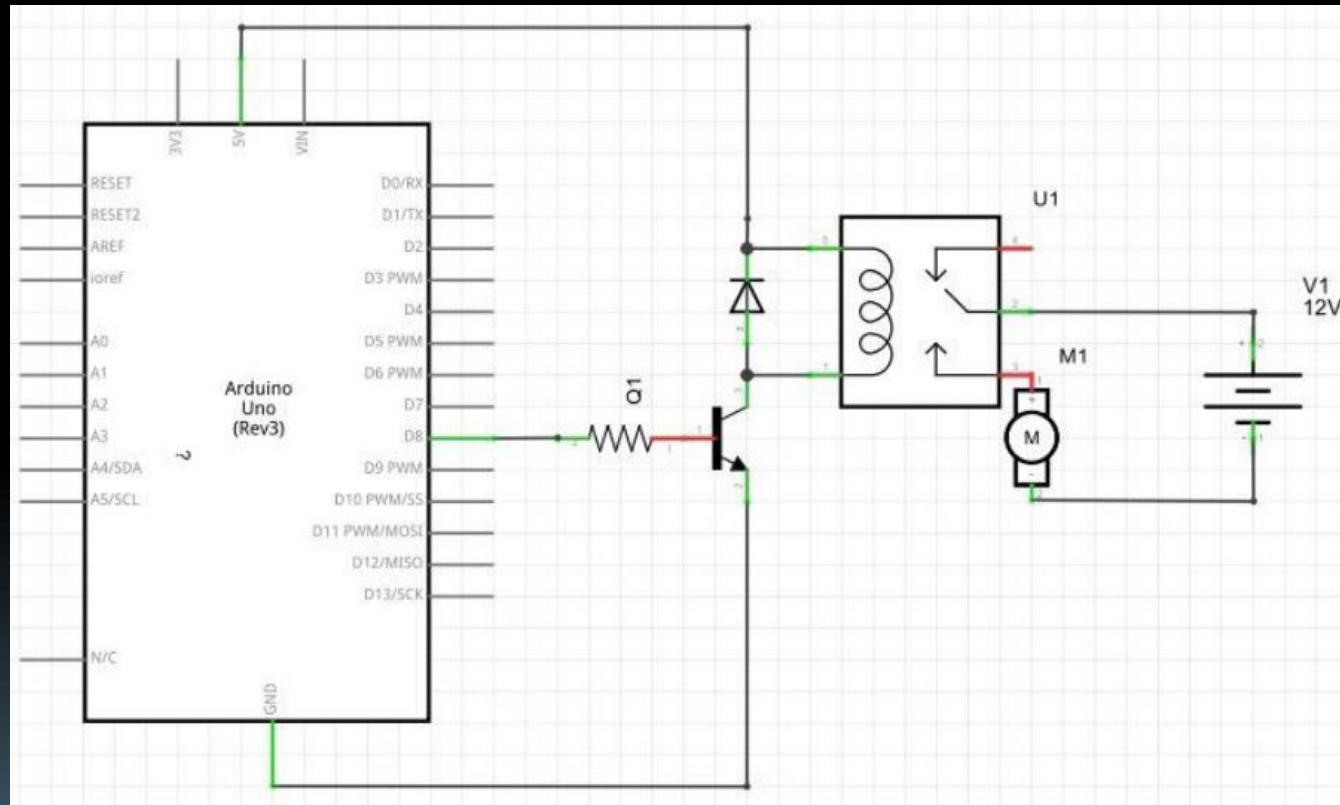 3V3
5V
VIN
RESET
RESET2
AREF
ioref
A0
A1
A2
A3
A4/SDA
A5/SCL
N/C
Arduino
Uno
(Rev3)
?
D0/RX
D1/TX
D2
D3 PWM
D4
D5 PWM
D6 PWM
D7
D8
D9 PWM
D10 PWM/SS
D11 PWM/MOSI
D12/MISO
D13/SCK
GND
Q1
U1
M1
M
V1
12V